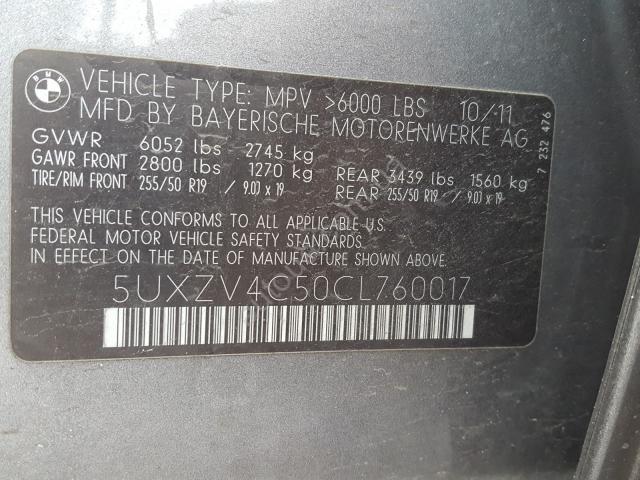 BMW
VEHICLE TYPE: MPV >6000 LBS 10/11
MFD BY BAYERISCHE MOTORENWERKE AG
GVWR 6052 lbs 2745 kg
GAWR FRONT 2800 lbs 1270 kg REAR 3439 lbs 1560 kg
TIRE/RIM FRONT 255/50 R19 / 9.0J x 19 REAR 255/50 R19 / 9.0J x 19
THIS VEHICLE CONFORMS TO ALL APPLICABLE U.S.
FEDERAL MOTOR VEHICLE SAFETY STANDARDS
IN EFFECT ON THE DATE OF MANUFACTURE SHOWN ABOVE.
5UXZV4C50CL760017
7 232 476